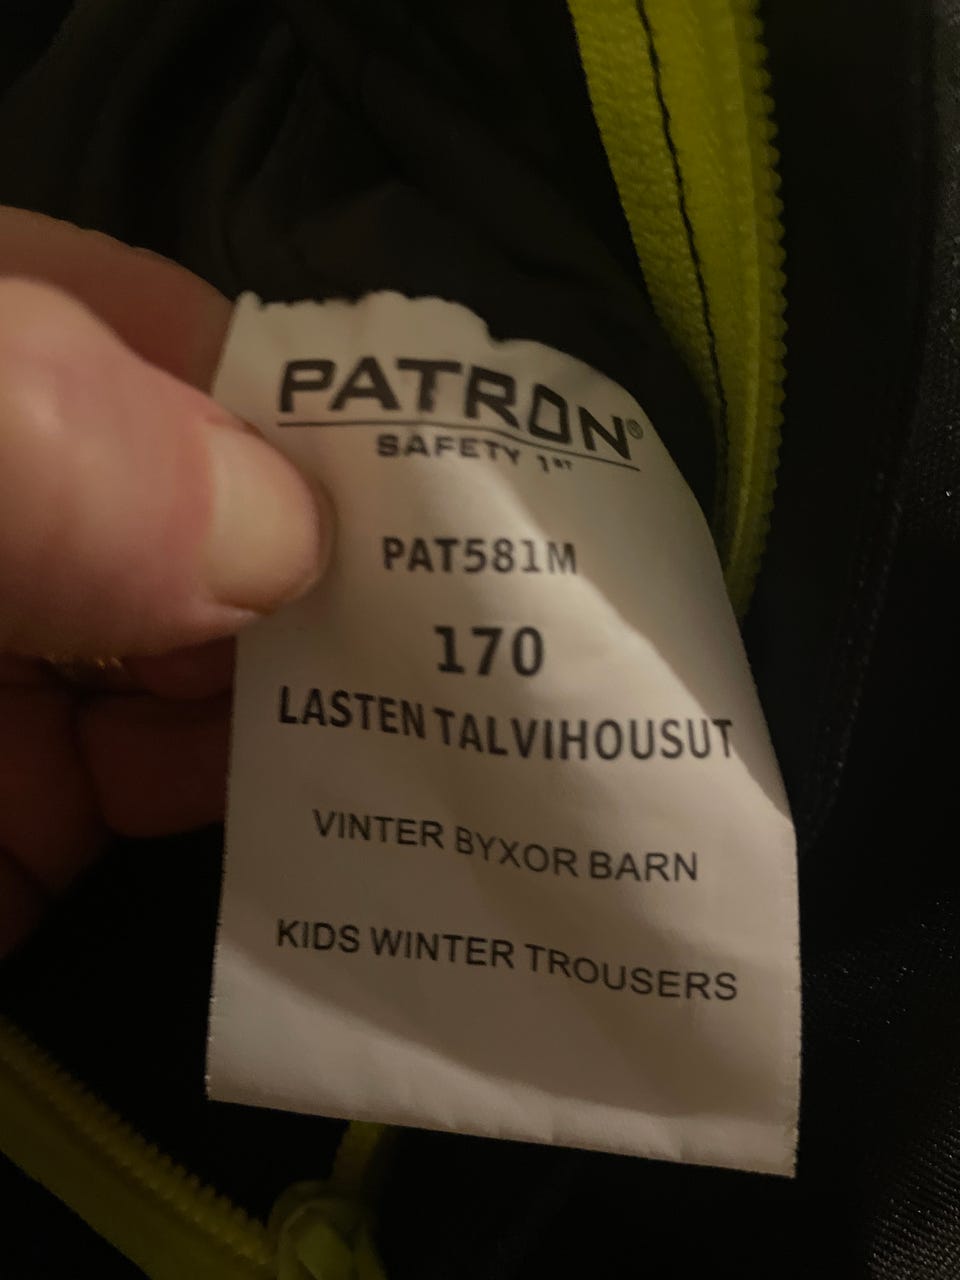 PATRON®
SAFETY 1ST
PAT581M
170
LASTEN TALVIHOUSUT
VINTER BYXOR BARN
KIDS WINTER TROUSERS